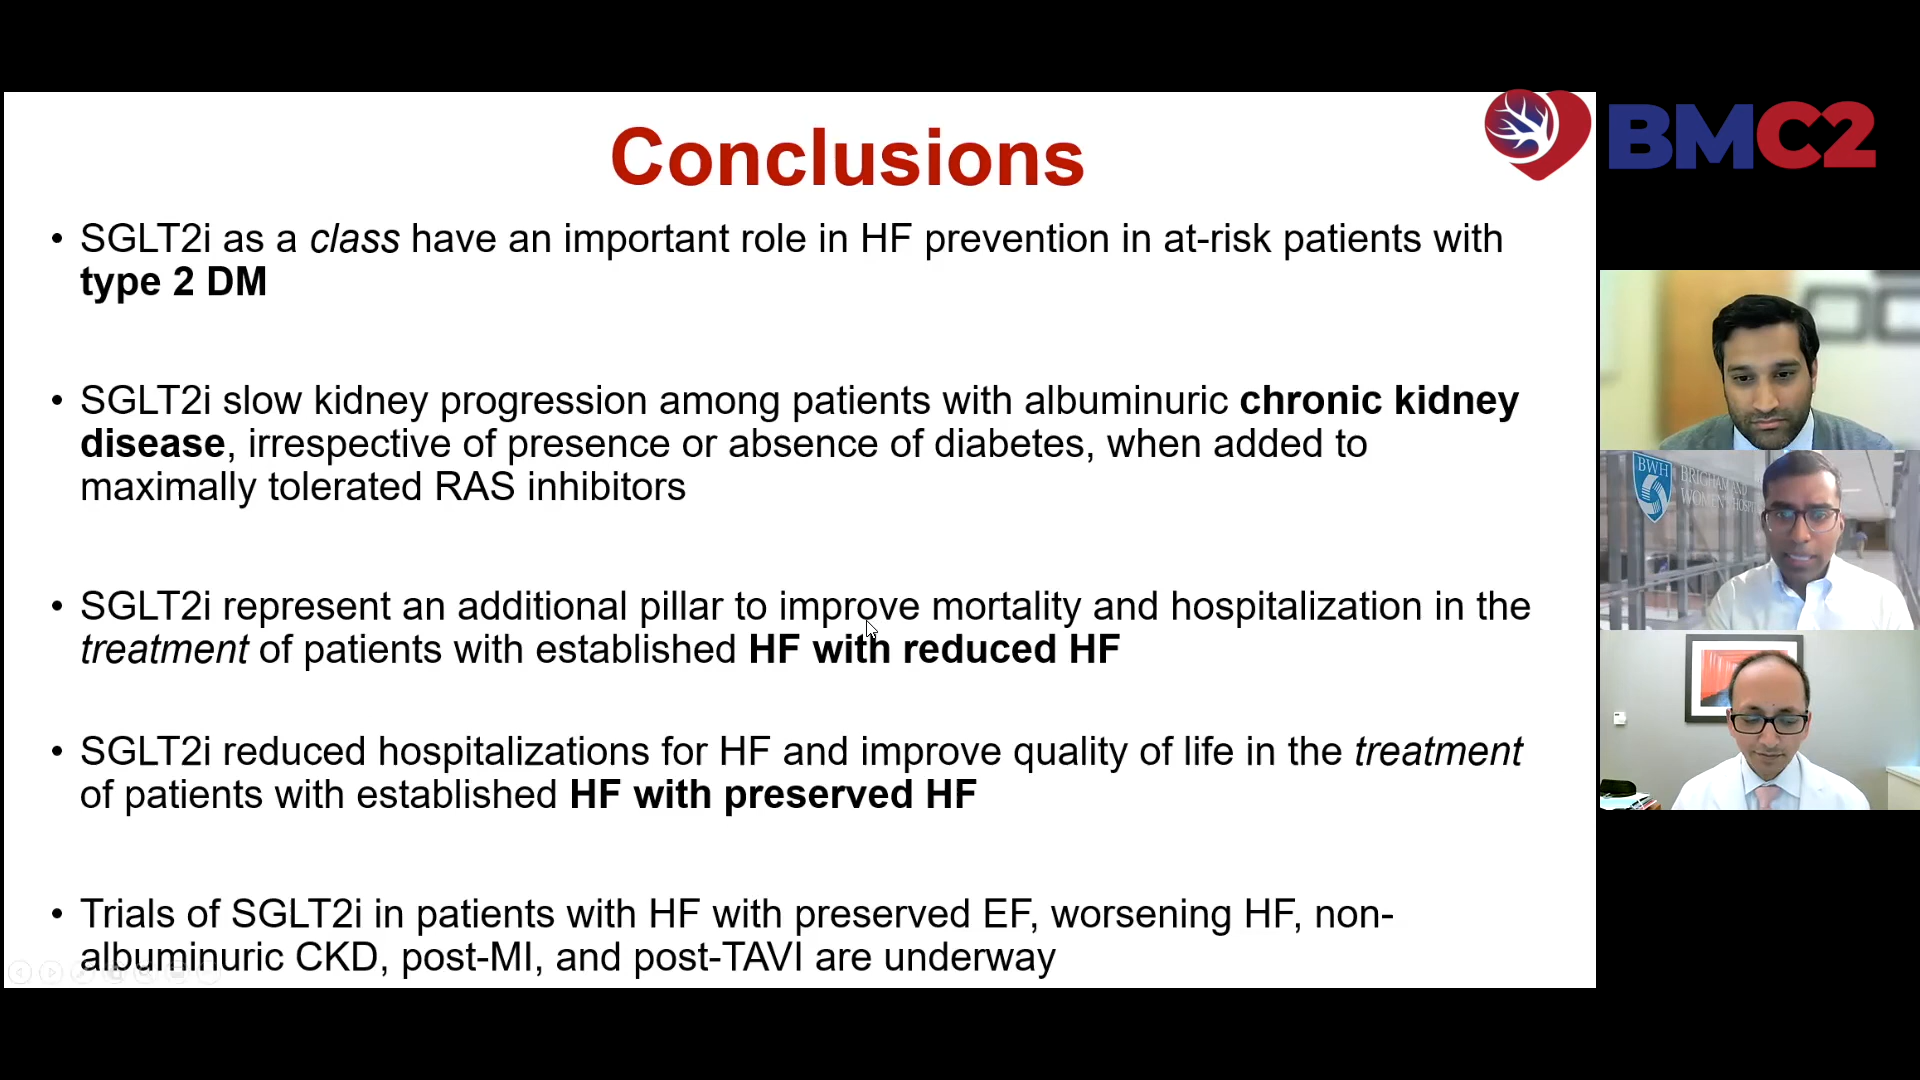 Conclusions
BMC2
• SGLT2i as a class have an important role in HF prevention in at-risk patients with
type 2 DM
• SGLT2i slow kidney progression among patients with albuminuric chronic kidney
disease, irrespective of presence or absence of diabetes, when added to
maximally tolerated RAS inhibitors
• SGLT2i represent an additional pillar to improve mortality and hospitalization in the
treatment of patients with established HF with reduced HF
• SGLT2i reduced hospitalizations for HF and improve quality of life in the treatment
of patients with established HF with preserved HF
• Trials of SGLT2i in patients with HF with preserved EF, worsening HF, non-
albuminuric CKD, post-MI, and post-TAVI are underway
BWH
BRIGHAM AND
WOMEN'S HOSPI